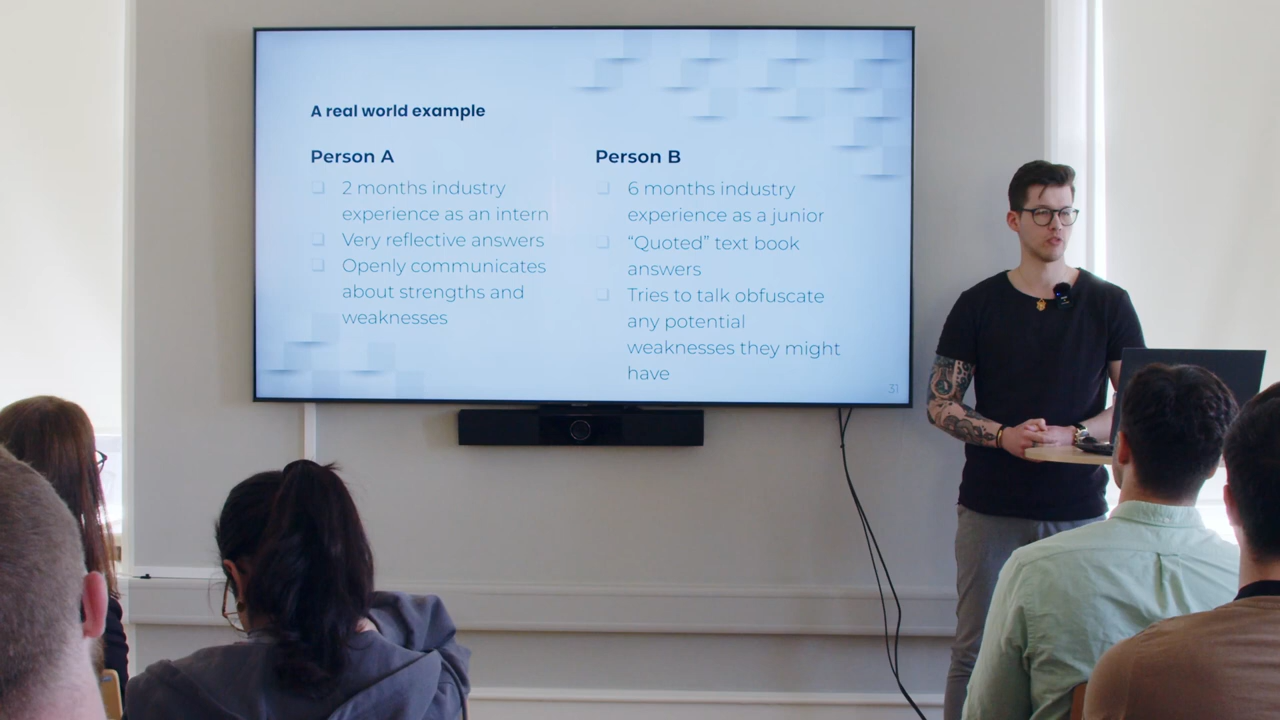 A real world example
Person A
❑ 2 months industry
experience as an intern
❑ Very reflective answers
❑ Openly communicates
about strengths and
weaknesses
Person B
❑ 6 months industry
experience as a junior
❑ “Quoted” text book
answers
❑ Tries to talk obfuscate
any potential
weaknesses they might
have
31